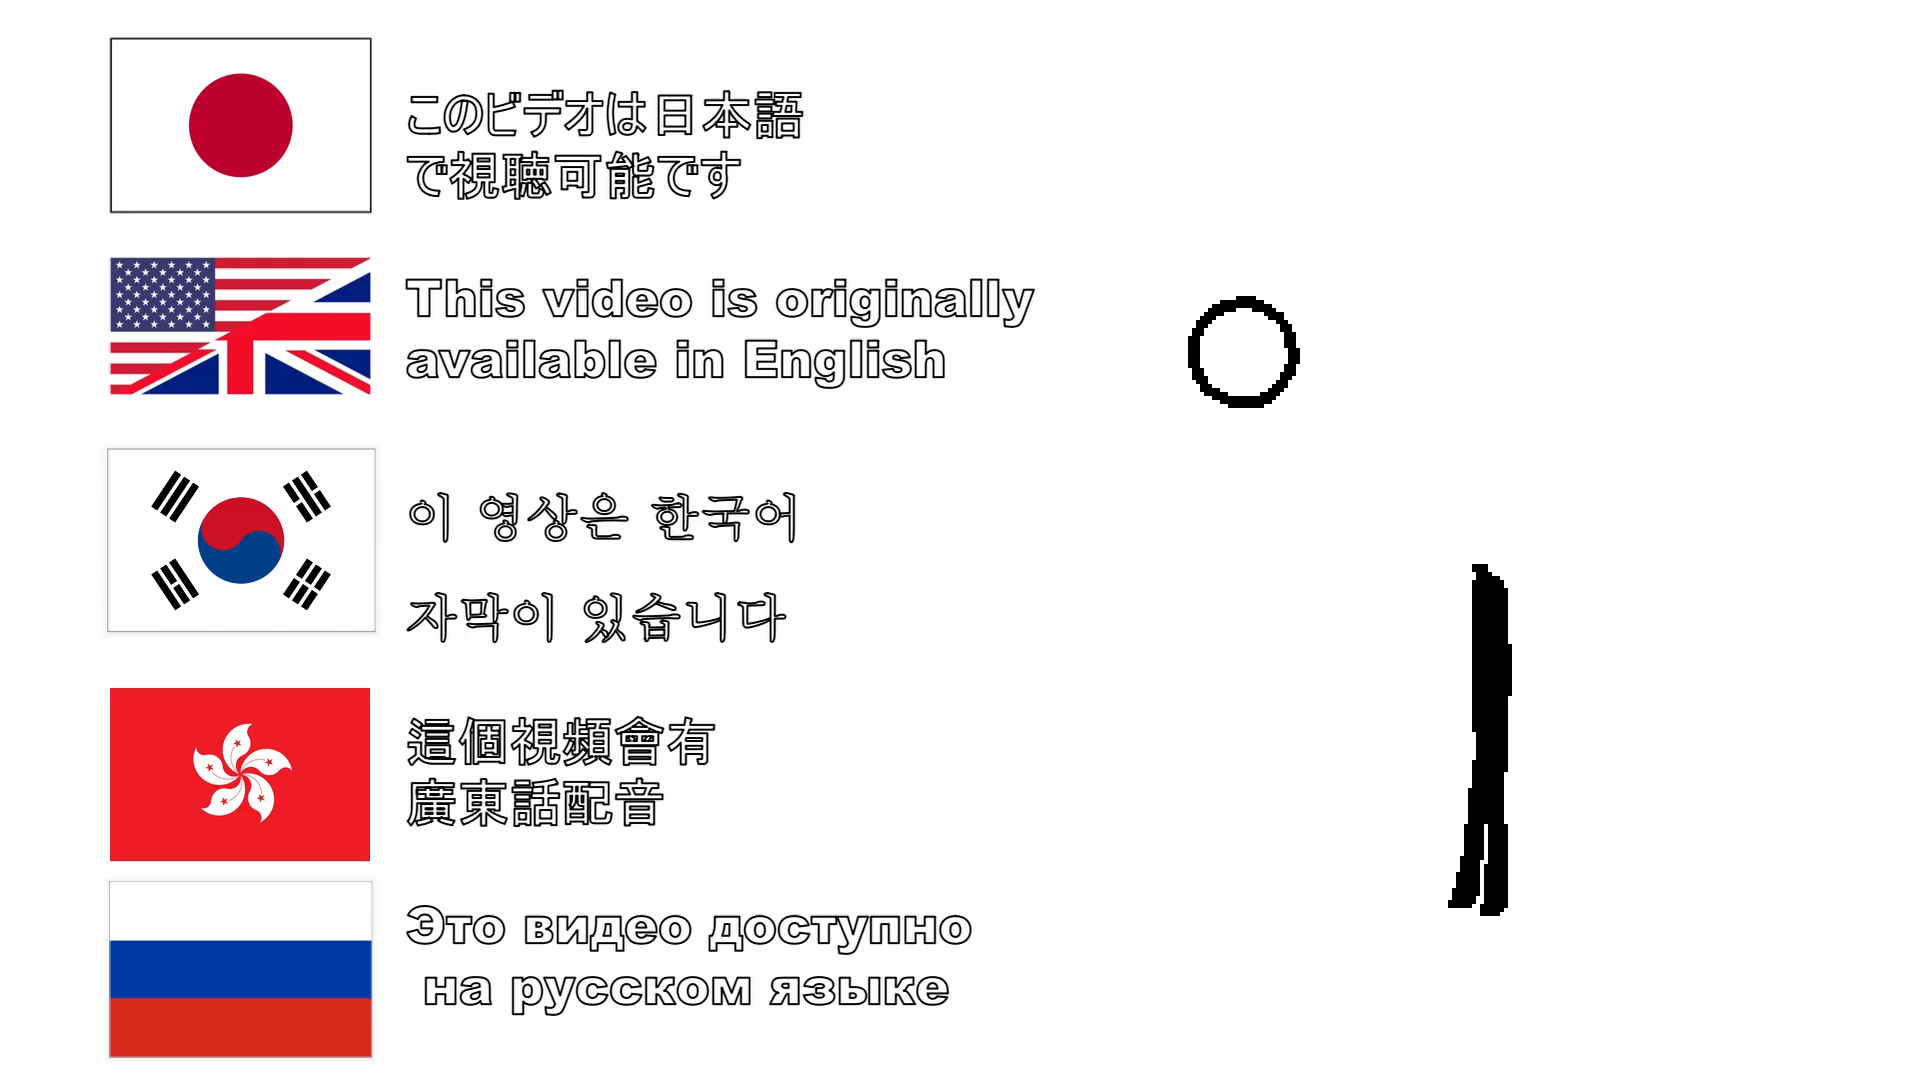 このビデオは日本語
で視聴可能です
This video is originally
available in English
이 영상은 한국어
자막이 있습니다
這個視頻會有
廣東話配音
Это видео доступно
на русском языке